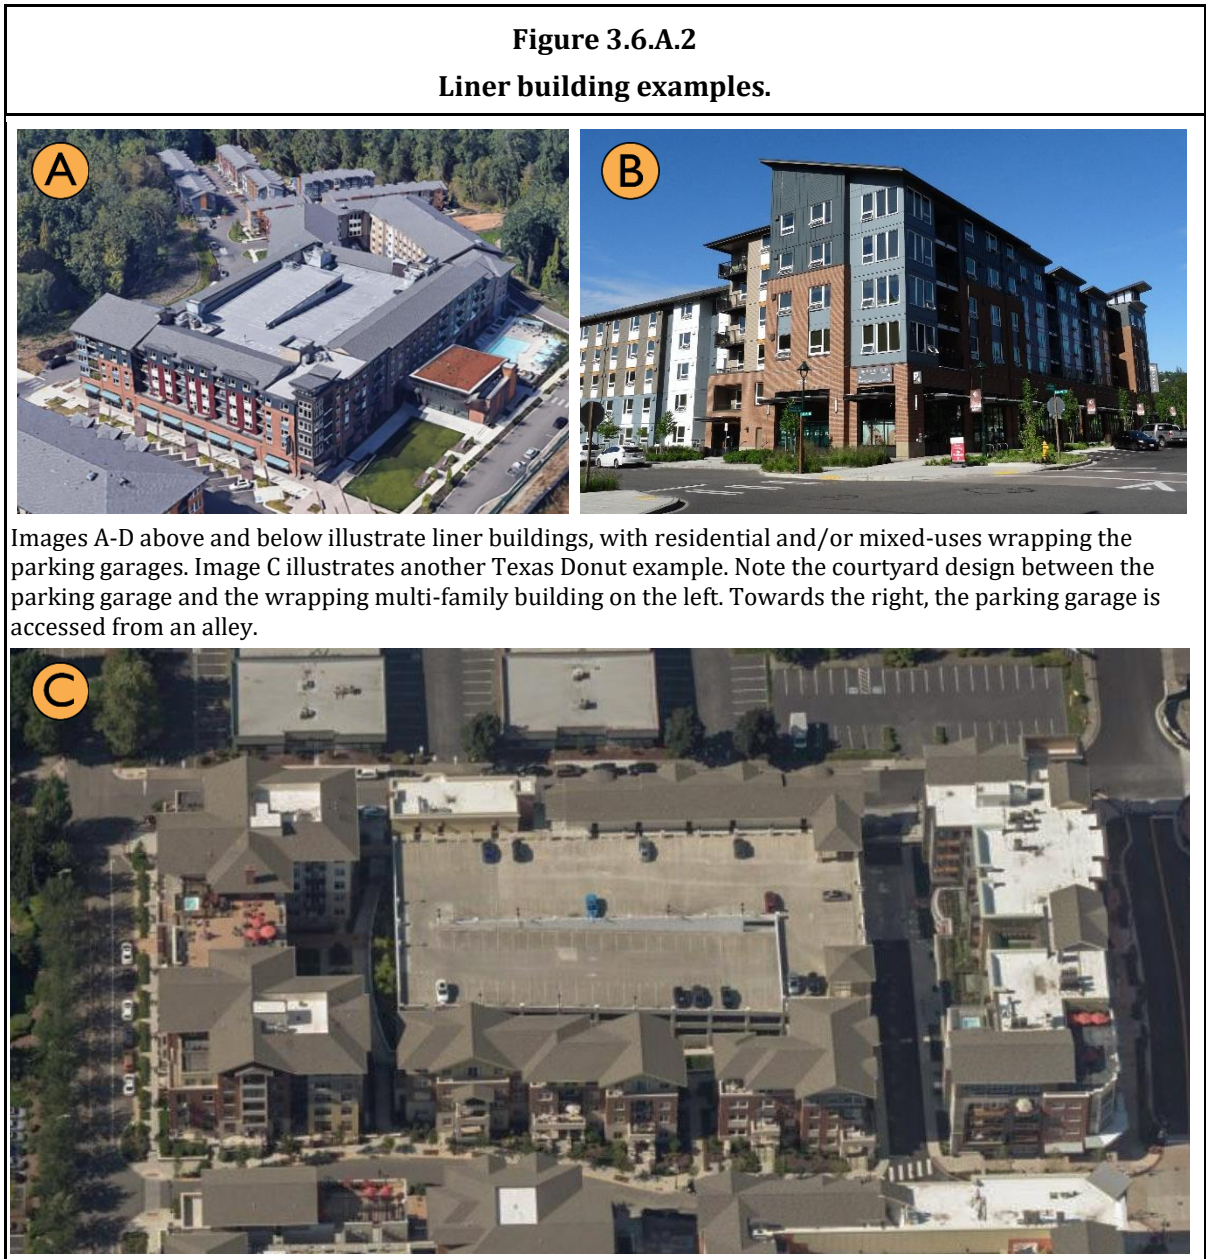 Figure 3.6.A.2
Liner building examples.
A
B
Images A-D above and below illustrate liner buildings, with residential and/or mixed-uses wrapping the
parking garages. Image C illustrates another Texas Donut example. Note the courtyard design between the
parking garage and the wrapping multi-family building on the left. Towards the right, the parking garage is
accessed from an alley.
C